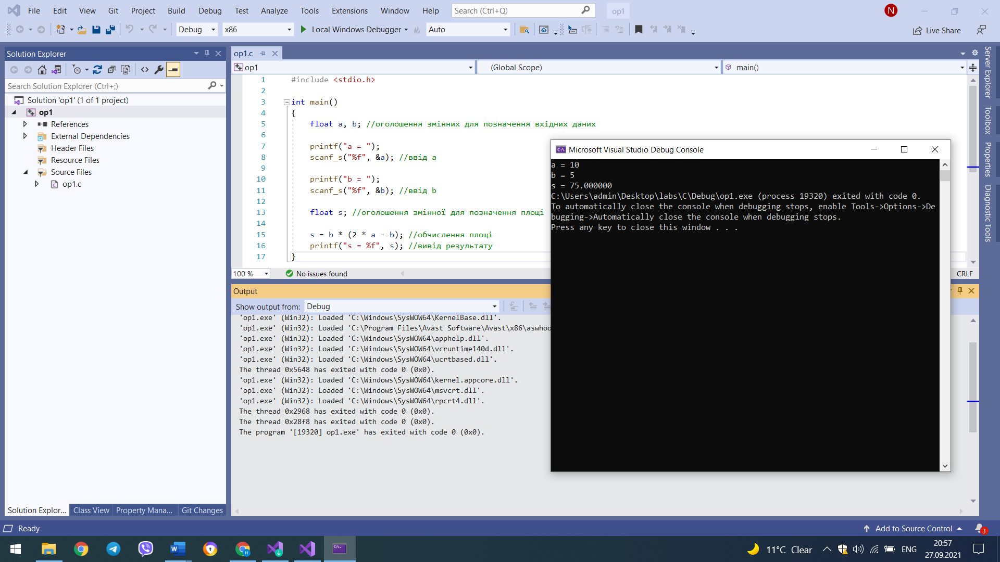 File Edit View Git Project Build Debug Test Analyze Tools Extensions Window Help Search (Ctrl+Q) op1 N
Debug x86 Local Windows Debugger Auto Live Share
Solution Explorer
Search Solution Explorer (Ctrl+;)
Solution 'op1' (1 of 1 project)
op1
References
External Dependencies
Header Files
Resource Files
Source Files
op1.c
Solution Explor... Class View Property Mana... Git Changes
op1.c
op1 (Global Scope) main()
1 #include <stdio.h>
2
3 int main()
4 {
5 float a, b; //оголошення змінних для позначення вхідних даних
6
7 printf("a = ");
8 scanf_s("%f", &a); //ввід a
9
10 printf("b = ");
11 scanf_s("%f", &b); //ввід b
12
13 float s; //оголошення змінної для позначення площі
14
15 s = b * (2 * a - b); //обчислення площі
16 printf("s = %f", s); //вивід результату
17 }
100 % No issues found CRLF
Output
Show output from: Debug
'op1.exe' (Win32): Loaded 'C:\Windows\SysWOW64\KernelBase.dll'.
'op1.exe' (Win32): Loaded 'C:\Program Files\Avast Software\Avast\x86\aswhoo
'op1.exe' (Win32): Loaded 'C:\Windows\SysWOW64\apphelp.dll'.
'op1.exe' (Win32): Loaded 'C:\Windows\SysWOW64\vcruntime140d.dll'.
'op1.exe' (Win32): Loaded 'C:\Windows\SysWOW64\ucrtbased.dll'.
The thread 0x5648 has exited with code 0 (0x0).
'op1.exe' (Win32): Loaded 'C:\Windows\SysWOW64\kernel.appcore.dll'.
'op1.exe' (Win32): Loaded 'C:\Windows\SysWOW64\msvcrt.dll'.
'op1.exe' (Win32): Loaded 'C:\Windows\SysWOW64\rpcrt4.dll'.
The thread 0x2968 has exited with code 0 (0x0).
The thread 0x28f8 has exited with code 0 (0x0).
The program '[19320] op1.exe' has exited with code 0 (0x0).
Microsoft Visual Studio Debug Console
a = 10
b = 5
s = 75.000000
C:\Users\admin\Desktop\labs\C\Debug\op1.exe (process 19320) exited with code 0.
To automatically close the console when debugging stops, enable Tools->Options->De
bugging->Automatically close the console when debugging stops.
Press any key to close this window . . .
Server Explorer
Toolbox
Properties
Diagnostic Tools
Ready Add to Source Control 3
11°C Clear ENG 20:57
27.09.2021